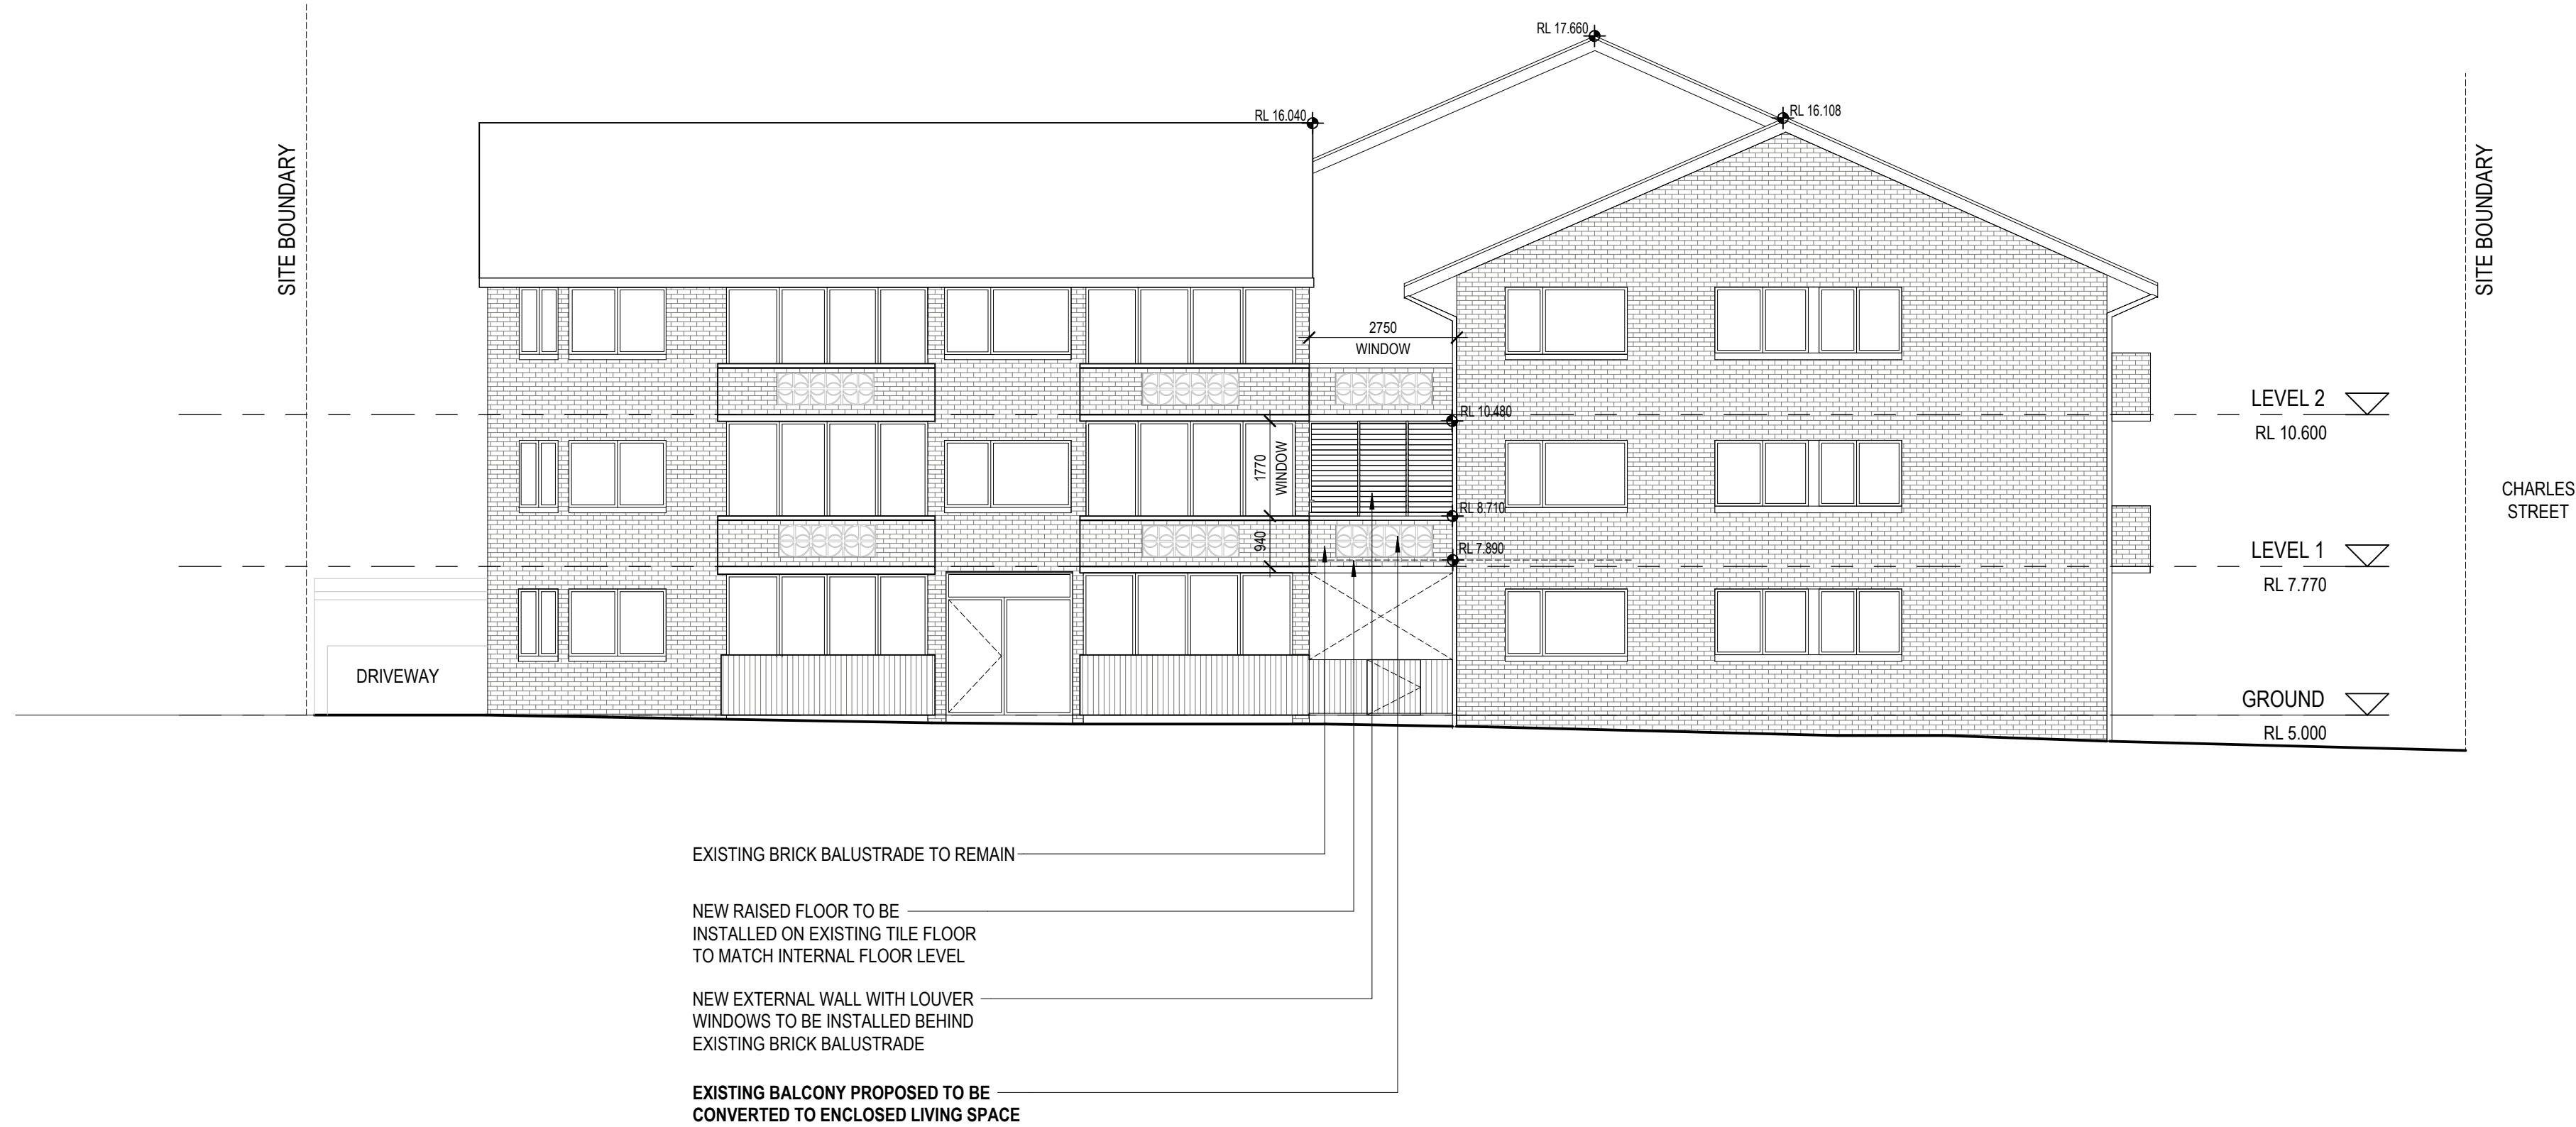 RL 17.660
RL 16.040
RL 16.108
SITE BOUNDARY
SITE BOUNDARY
2750
WINDOW
LEVEL 2
RL 10.600
RL 10.480
1770
WINDOW
CHARLES
STREET
RL 8.710
940
RL 7.890
LEVEL 1
RL 7.770
DRIVEWAY
GROUND
RL 5.000
EXISTING BRICK BALUSTRADE TO REMAIN
NEW RAISED FLOOR TO BE
INSTALLED ON EXISTING TILE FLOOR
TO MATCH INTERNAL FLOOR LEVEL
NEW EXTERNAL WALL WITH LOUVER
WINDOWS TO BE INSTALLED BEHIND
EXISTING BRICK BALUSTRADE
EXISTING BALCONY PROPOSED TO BE
CONVERTED TO ENCLOSED LIVING SPACE